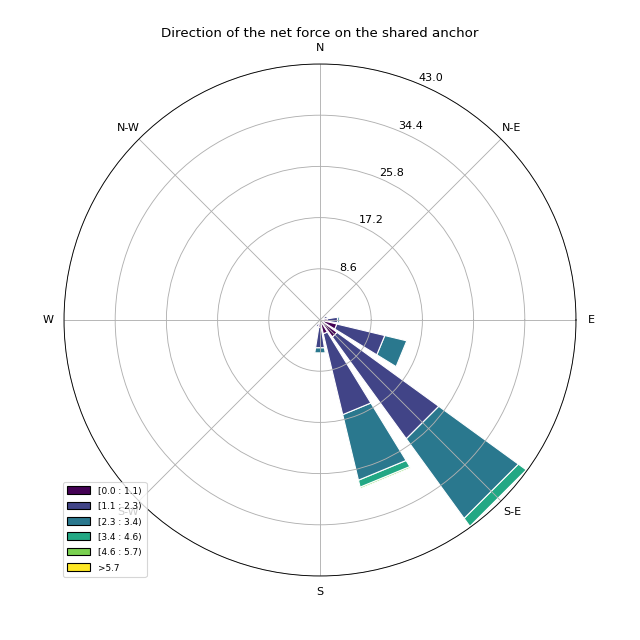 Direction of the net force on the shared anchor
N
43.0
N-W
N-E
34.4
25.8
17.2
8.6
W
E
[0.0 : 1.1)
[1.1 : 2.3)
[2.3 : 3.4)
[3.4 : 4.6)
[4.6 : 5.7)
>5.7
S-W
S-E
S